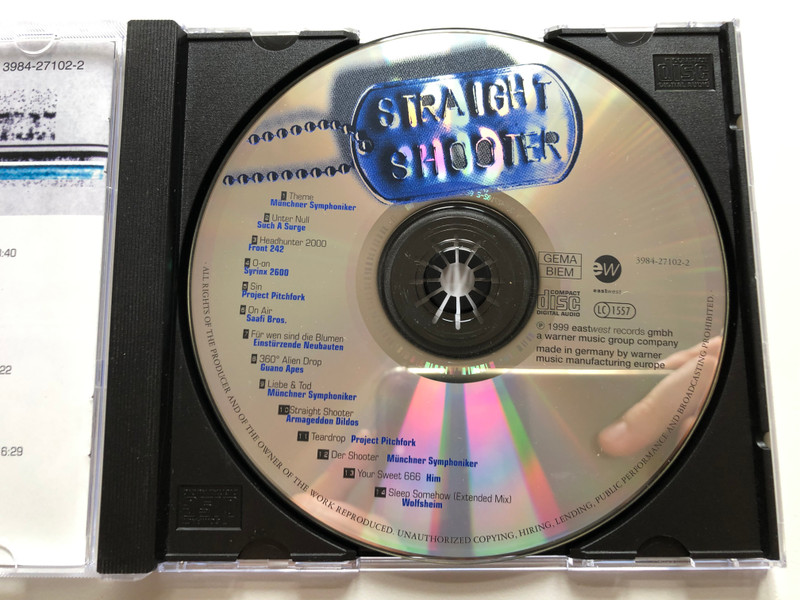 3984-27102-2
:40
22
6:29
STRAIGHT
SHOOTER
1 Theme
Münchner Symphoniker
2 Unter Null
Such A Surge
3 Headhunter 2000
Front 242
4 O-on
Syrinx 2600
5 Sin
Project Pitchfork
6 On Air
Saafi Bros.
7 Für wen sind die Blumen
Einstürzende Neubauten
8 360° Alien Drop
Guano Apes
9 Liebe & Tod
Münchner Symphoniker
10 Straight Shooter
Armageddon Dildos
11 Teardrop Project Pitchfork
12 Der Shooter Münchner Symphoniker
13 Your Sweet 666 Him
14 Sleep Somehow (Extended Mix)
Wolfsheim
GEMA
BIEM
ew
eastwest
3984-27102-2
COMPACT
disc
DIGITAL AUDIO
LC 1557
℗ 1999 eastwest records gmbh
a warner music group company
made in germany by warner
music manufacturing europe
· ALL RIGHTS OF THE PRODUCER AND OF THE OWNER OF THE WORK REPRODUCED. UNAUTHORIZED COPYING, HIRING, LENDING, PUBLIC PERFORMANCE AND BROADCASTING PROHIBITED.